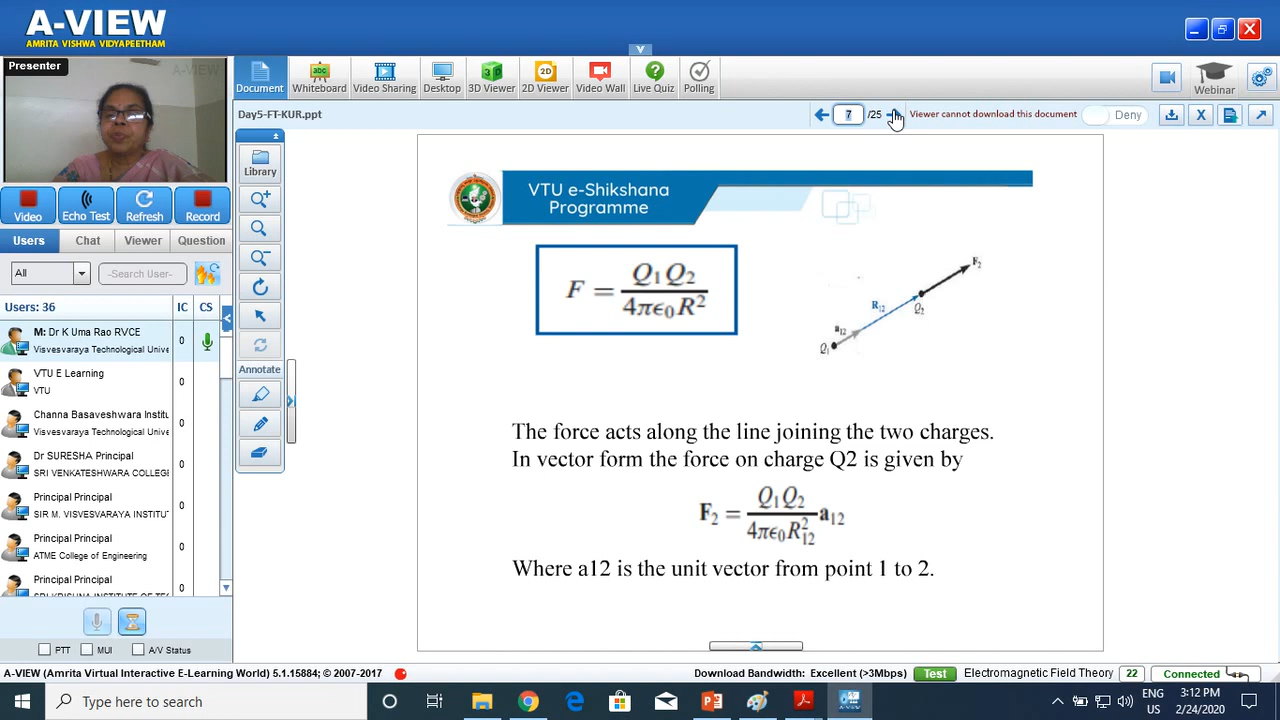 A-VIEW
AMRITA VISHWA VIDYAPEETHAM
Presenter
A-VIEW
Document
Whiteboard
Video Sharing
Desktop
3D Viewer
2D Viewer
Video Wall
Live Quiz
Polling
Webinar
Day5-FT-KUR.ppt
7 /25
Viewer cannot download this document
Deny
Video
Echo Test
Refresh
Record
Users
Chat
Viewer
Question
All
-Search User-
Users: 36
IC
CS
M: Dr K Uma Rao RVCE
Visvesvaraya Technological Unive
0
VTU E Learning
VTU
0
Channa Basaveshwara Institu
Visvesvaraya Technological Unive
0
Dr SURESHA Principal
SRI VENKATESHWARA COLLEGE
0
Principal Principal
SIR M. VISVESVARAYA INSTITU
0
Principal Principal
ATME College of Engineering
0
Principal Principal
0
PTT
MUI
A/V Status
Library
Annotate
VTU e-Shikshana
Programme
F = Q₁Q₂ / 4πϵ₀R²
F₂
R₁₂
Q₂
a₁₂
Q₁
The force acts along the line joining the two charges.
In vector form the force on charge Q2 is given by
F₂ = Q₁Q₂ / 4πϵ₀R₁₂² a₁₂
Where a12 is the unit vector from point 1 to 2.
A-VIEW (Amrita Virtual Interactive E-Learning World) 5.1.15884; © 2007-2017
Download Bandwidth: Excellent (>3Mbps)
Test
Electromagnetic Field Theory
22
Connected
Type here to search
ENG
US
3:12 PM
2/24/2020